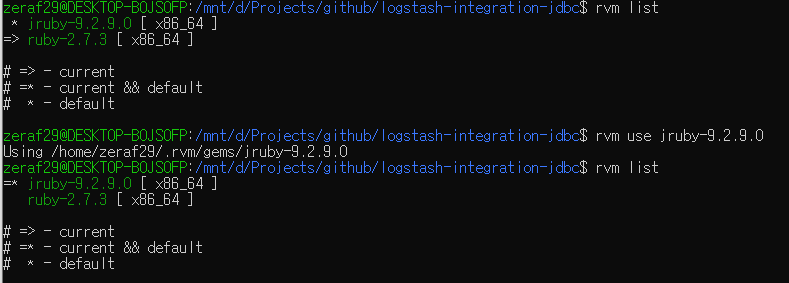 zeraf29@DESKTOP-BOJSOFP:/mnt/d/Projects/github/logstash-integration-jdbc$ rvm list
 * jruby-9.2.9.0 [ x86_64 ]
=> ruby-2.7.3 [ x86_64 ]

# => - current
# =* - current && default
#  * - default

zeraf29@DESKTOP-BOJSOFP:/mnt/d/Projects/github/logstash-integration-jdbc$ rvm use jruby-9.2.9.0
Using /home/zeraf29/.rvm/gems/jruby-9.2.9.0
zeraf29@DESKTOP-BOJSOFP:/mnt/d/Projects/github/logstash-integration-jdbc$ rvm list
=* jruby-9.2.9.0 [ x86_64 ]
   ruby-2.7.3 [ x86_64 ]

# => - current
# =* - current && default
#  * - default